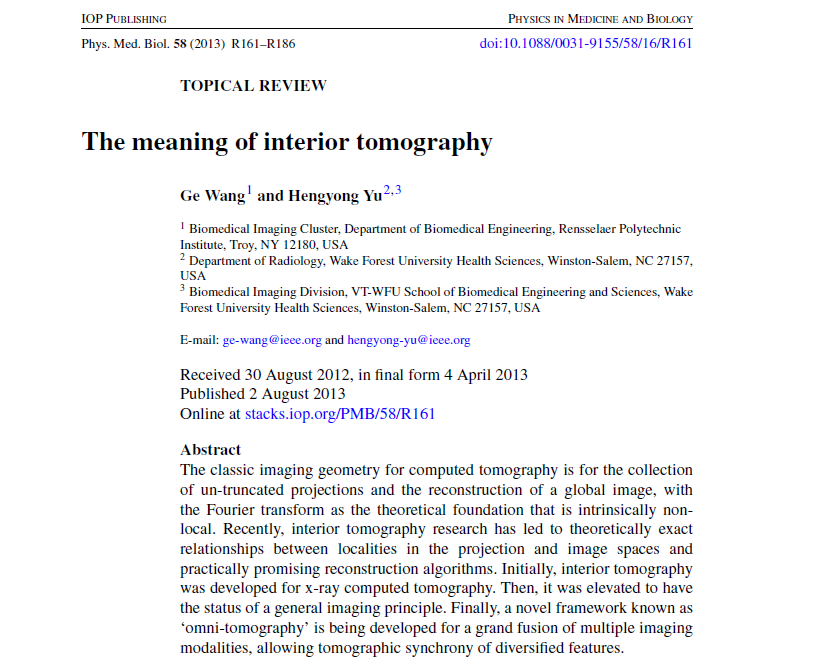 IOP Publishing Physics in Medicine and Biology
Phys. Med. Biol. 58 (2013) R161–R186 doi:10.1088/0031-9155/58/16/R161
TOPICAL REVIEW
The meaning of interior tomography
Ge Wang1 and Hengyong Yu2,3
1 Biomedical Imaging Cluster, Department of Biomedical Engineering, Rensselaer Polytechnic
Institute, Troy, NY 12180, USA
2 Department of Radiology, Wake Forest University Health Sciences, Winston-Salem, NC 27157,
USA
3 Biomedical Imaging Division, VT-WFU School of Biomedical Engineering and Sciences, Wake
Forest University Health Sciences, Winston-Salem, NC 27157, USA
E-mail: ge-wang@ieee.org and hengyong-yu@ieee.org
Received 30 August 2012, in final form 4 April 2013
Published 2 August 2013
Online at stacks.iop.org/PMB/58/R161
Abstract
The classic imaging geometry for computed tomography is for the collection
of un-truncated projections and the reconstruction of a global image, with
the Fourier transform as the theoretical foundation that is intrinsically non-
local. Recently, interior tomography research has led to theoretically exact
relationships between localities in the projection and image spaces and
practically promising reconstruction algorithms. Initially, interior tomography
was developed for x-ray computed tomography. Then, it was elevated to have
the status of a general imaging principle. Finally, a novel framework known as
‘omni-tomography’ is being developed for a grand fusion of multiple imaging
modalities, allowing tomographic synchrony of diversified features.